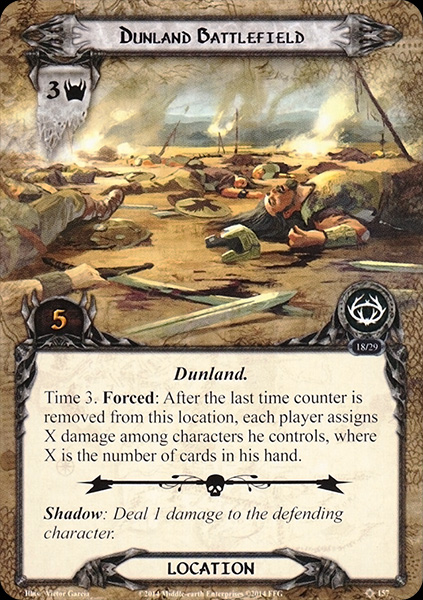 DUNLAND BATTLEFIELD
3
5
18/29
Dunland.
Time 3. Forced: After the last time counter is
removed from this location, each player assigns
X damage among characters he controls, where
X is the number of cards in his hand.
Shadow: Deal 1 damage to the defending
character.
LOCATION
Illus. Victor Garcia ©2014 Middle-earth Enterprises ©2014 FFG 157